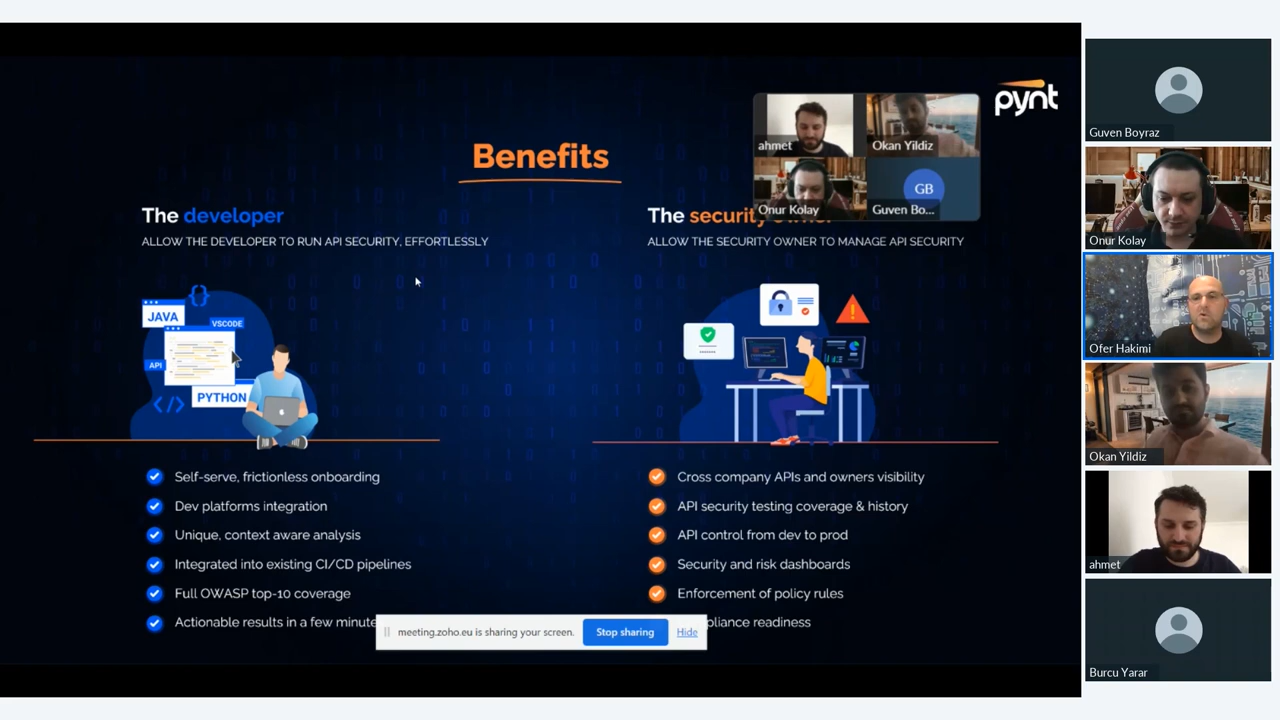 pynt
Benefits
ahmet
Okan Yildiz
Onur Kolay
GB
Guven Bo...
The developer
ALLOW THE DEVELOPER TO RUN API SECURITY, EFFORTLESSLY
The security owner
ALLOW THE SECURITY OWNER TO MANAGE API SECURITY
JAVA
{}
VSCODE
API
</>
PYTHON
Self-serve, frictionless onboarding
Dev platforms integration
Unique, context aware analysis
Integrated into existing CI/CD pipelines
Full OWASP top-10 coverage
Actionable results in a few minute
Cross company APIs and owners visibility
API security testing coverage & history
API control from dev to prod
Security and risk dashboards
Enforcement of policy rules
pliance readiness
meeting.zoho.eu is sharing your screen.
Stop sharing
Hide
Guven Boyraz
Onur Kolay
Ofer Hakimi
Okan Yildiz
ahmet
Burcu Yarar